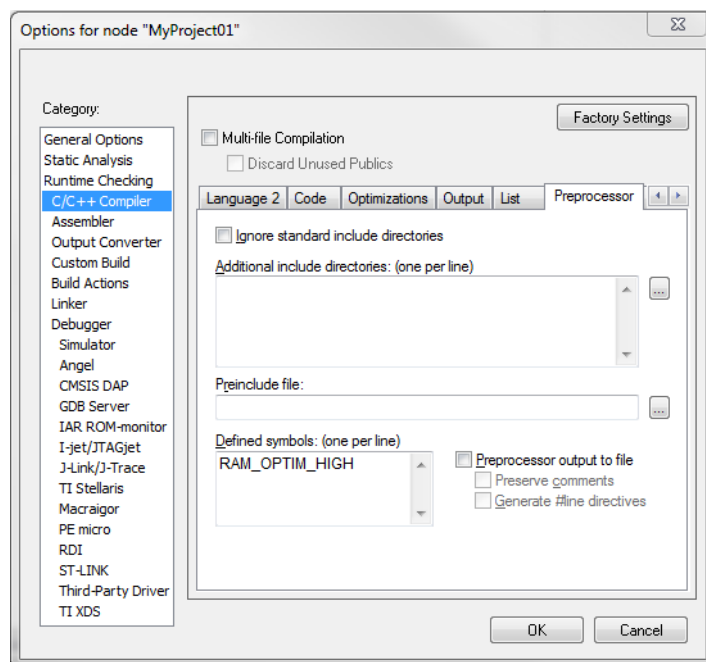 Options for node "MyProject01"
Category:
Factory Settings
General Options
Static Analysis
Runtime Checking
C/C++ Compiler
Assembler
Output Converter
Custom Build
Build Actions
Linker
Debugger
Simulator
Angel
CMSIS DAP
GDB Server
IAR ROM-monitor
I-jet/JTAGjet
J-Link/J-Trace
TI Stellaris
Macraigor
PE micro
RDI
ST-LINK
Third-Party Driver
TI XDS
Multi-file Compilation
Discard Unused Publics
Language 2 Code Optimizations Output List Preprocessor
Ignore standard include directories
Additional include directories: (one per line)
...
Preinclude file:
...
Defined symbols: (one per line)
RAM_OPTIM_HIGH
Preprocessor output to file
Preserve comments
Generate #line directives
OK Cancel